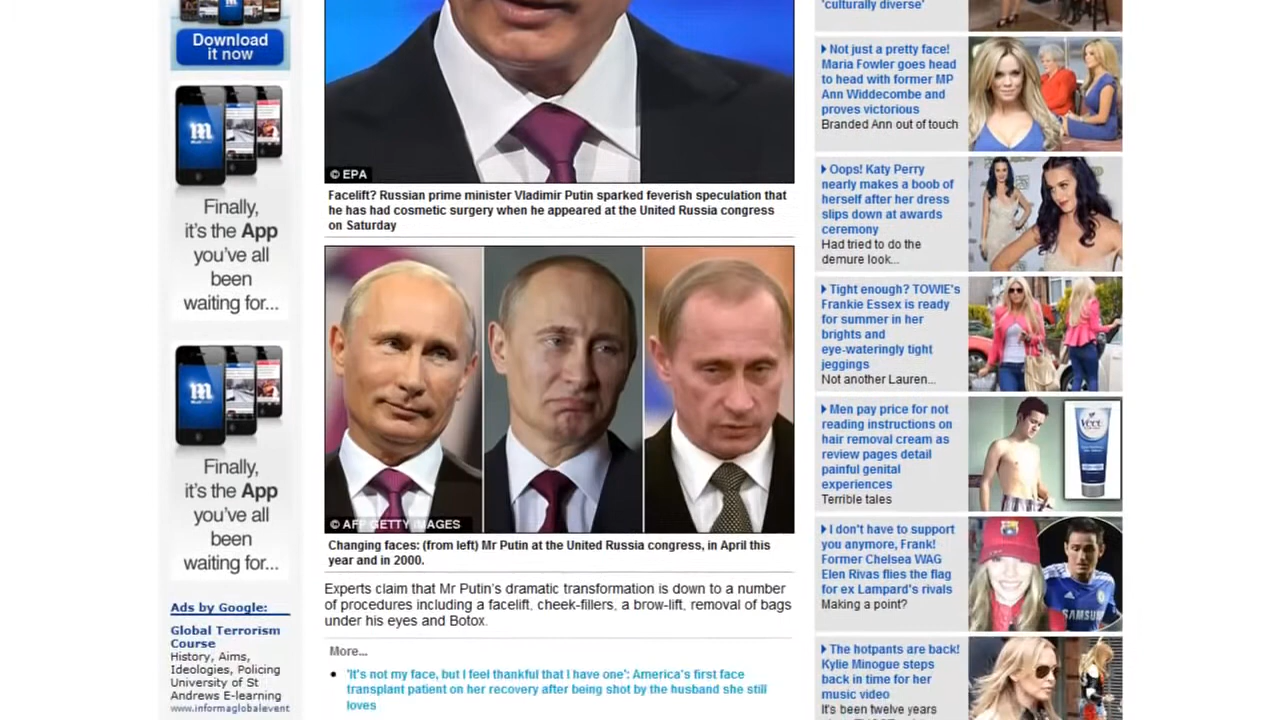 Download
it now
Finally,
it's the App
you've all
been
waiting for...
Finally,
it's the App
you've all
been
waiting for...
Ads by Google:
Global Terrorism
Course
History, Aims,
Ideologies, Policing
University of St
Andrews E-learning
www.informaglobalevent
© EPA
Facelift? Russian prime minister Vladimir Putin sparked feverish speculation that
he has had cosmetic surgery when he appeared at the United Russia congress
on Saturday
© AFP GETTY IMAGES
Changing faces: (from left) Mr Putin at the United Russia congress, in April this
year and in 2000.
Experts claim that Mr Putin's dramatic transformation is down to a number
of procedures including a facelift, cheek-fillers, a brow-lift, removal of bags
under his eyes and Botox.
More...
'It's not my face, but I feel thankful that I have one': America's first face
transplant patient on her recovery after being shot by the husband she still
loves
'culturally diverse'
Not just a pretty face!
Maria Fowler goes head
to head with former MP
Ann Widdecombe and
proves victorious
Branded Ann out of touch
Oops! Katy Perry
nearly makes a boob of
herself after her dress
slips down at awards
ceremony
Had tried to do the
demure look...
Tight enough? TOWIE's
Frankie Essex is ready
for summer in her
brights and
eye-wateringly tight
jeggings
Not another Lauren...
Men pay price for not
reading instructions on
hair removal cream as
review pages detail
painful genital
experiences
Terrible tales
Veet
I don't have to support
you anymore, Frank!
Former Chelsea WAG
Elen Rivas flies the flag
for ex Lampard's rivals
Making a point?
SAMSUNG
The hotpants are back!
Kylie Minogue steps
back in time for her
music video
It's been twelve years